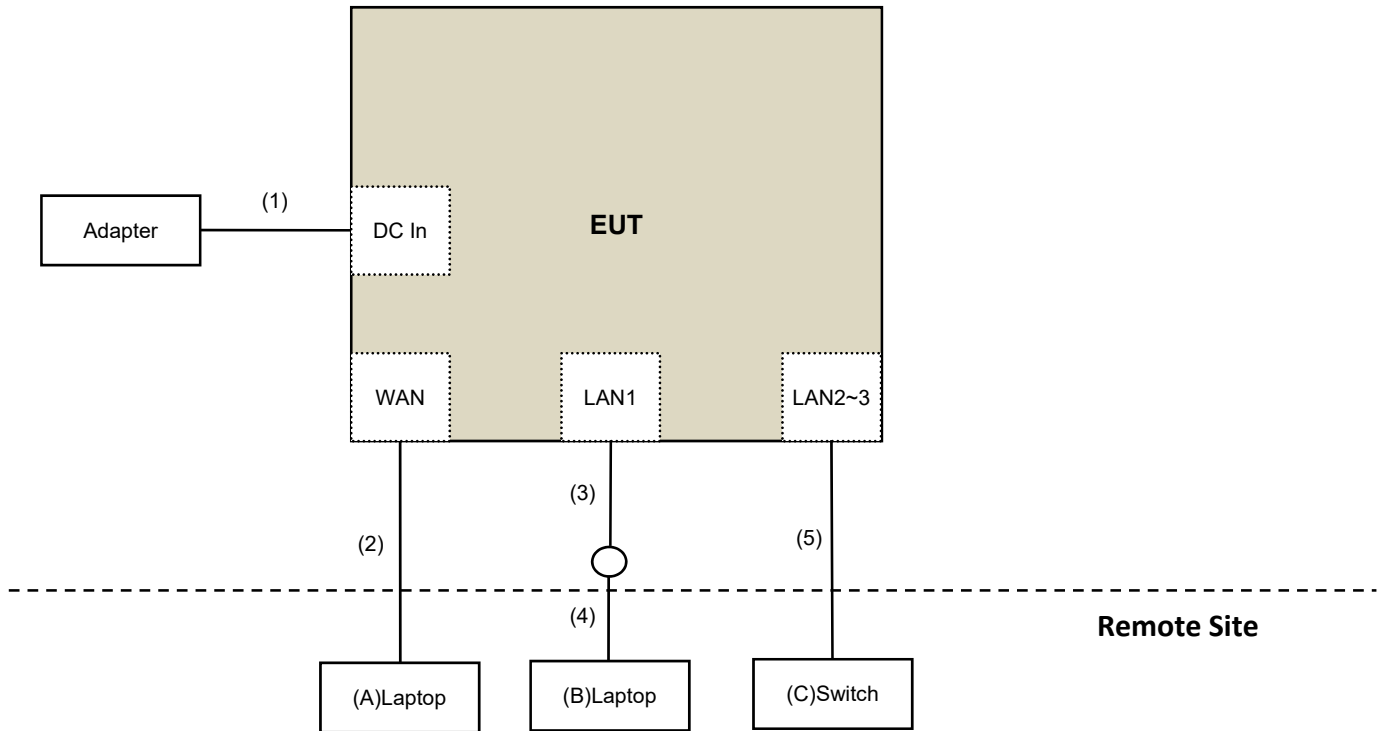 (1)
Adapter
DC In
EUT
WAN
LAN1
LAN2~3
(3)
(2)
(5)
(4)
Remote Site
(A)Laptop
(B)Laptop
(C)Switch